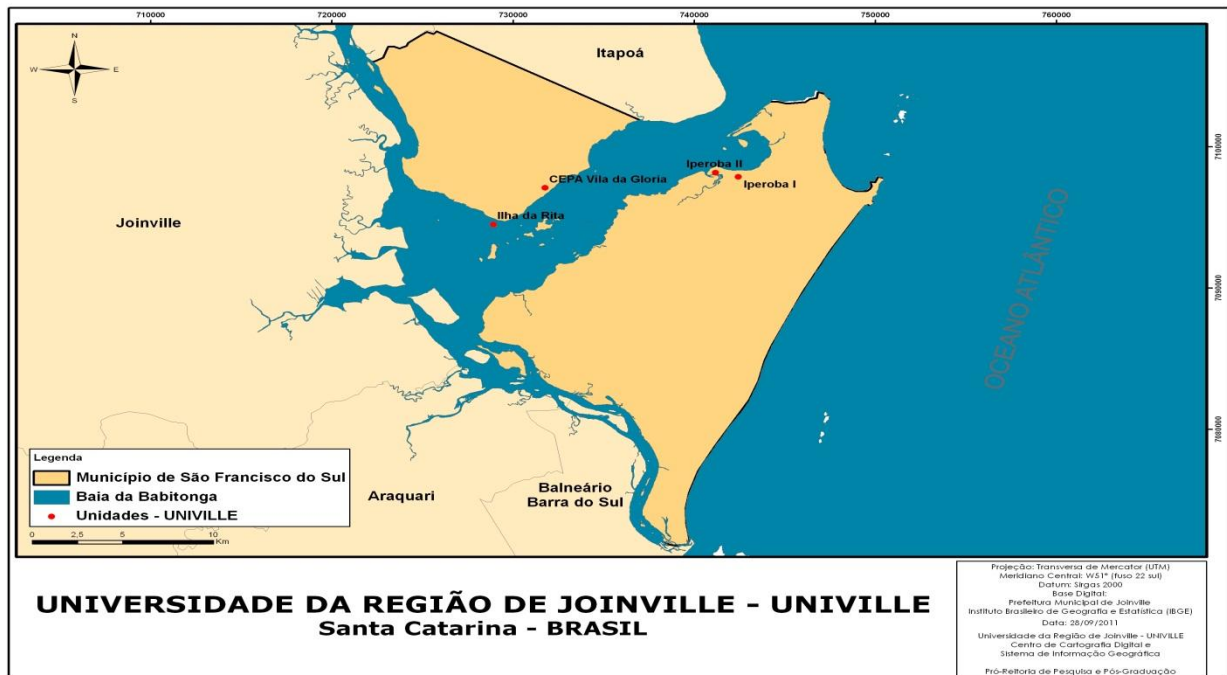 710000
720000
730000
740000
750000
760000
N
W
E
S
Itapoá
7100000
Iperoba II
CEPA Vila da Gloria
Iperoba I
Ilha da Rita
Joinville
OCEANO ATLÂNTICO
7090000
7080000
Legenda
Município de São Francisco do Sul
Baia da Babitonga
Unidades - UNIVILLE
0
2,5
5
10
Km
Araquari
Balneário
Barra do Sul
UNIVERSIDADE DA REGIÃO DE JOINVILLE - UNIVILLE
Santa Catarina - BRASIL
Projeção: Transversa de Mercator (UTM)
Meridiano Central: W51° (fuso 22 sul)
Datum: Sirgas 2000
Base Digital:
Prefeitura Municipal de Joinville
Instituto Brasileiro de Geografia e Estatística (IBGE)
Data: 28/09/2011
Universidade da Região de Joinville - UNIVILLE
Centro de Cartografia Digital e
Sistema de Informação Geográfica
Pró-Reitoria de Pesquisa e Pós-Graduação